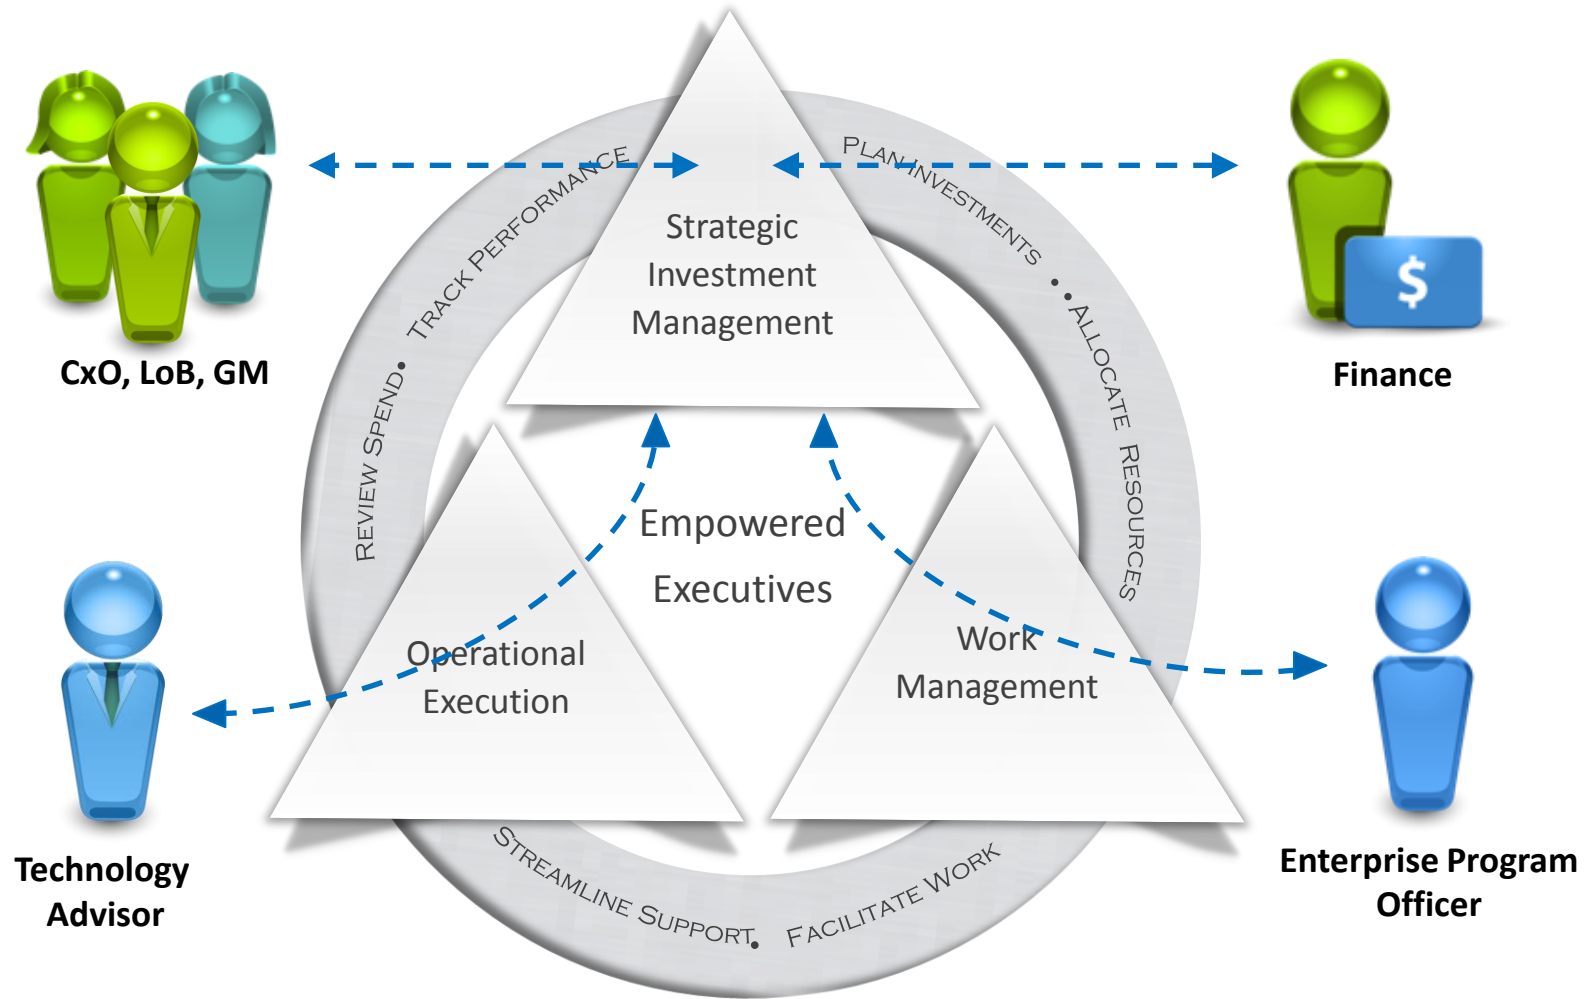 TRACK PERFORMANCE
PLAN INVESTMENTS
Strategic
Investment
Management
$
CxO, LoB, GM
Finance
REVIEW SPEND
ALLOCATE RESOURCES
Empowered
Executives
Operational
Execution
Work
Management
STREAMLINE SUPPORT
FACILITATE WORK
Technology
Advisor
Enterprise Program
Officer